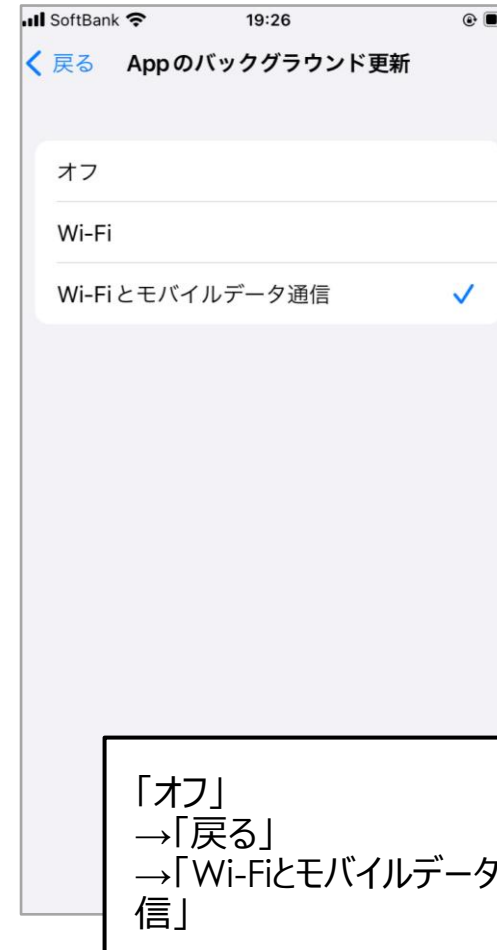 SoftBank 19:26
戻る Appのバックグラウンド更新
オフ
Wi-Fi
Wi-Fiとモバイルデータ通信
「オフ」
→「戻る」
→「Wi-Fiとモバイルデータ
信」